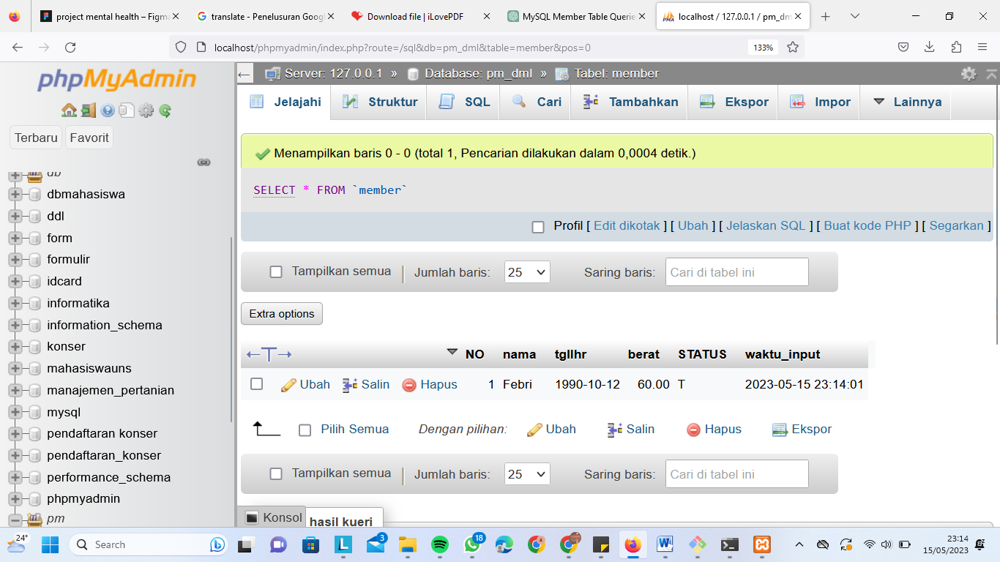 project mental health – Figma
translate - Penelusuran Goog
Download file | iLovePDF
MySQL Member Table Querie
localhost / 127.0.0.1 / pm_dm
localhost/phpmyadmin/index.php?route=/sql&db=pm_dml&table=member&pos=0
133%
phpMyAdmin
Terbaru
Favorit
db
dbmahasiswa
ddl
form
formulir
idcard
informatika
information_schema
konser
mahasiswauns
manajemen_pertanian
mysql
pendaftaran konser
pendaftaran_konser
performance_schema
phpmyadmin
pm
Server: 127.0.0.1 » Database: pm_dml » Tabel: member
Jelajahi Struktur SQL Cari Tambahkan Ekspor Impor Lainnya
Menampilkan baris 0 - 0 (total 1, Pencarian dilakukan dalam 0,0004 detik.)
SELECT * FROM `member`
Profil [ Edit dikotak ] [ Ubah ] [ Jelaskan SQL ] [ Buat kode PHP ] [ Segarkan ]
Tampilkan semua | Jumlah baris: 25 Saring baris: Cari di tabel ini
Extra options
←T→ NO nama tgllhr berat STATUS waktu_input
Ubah Salin Hapus 1 Febri 1990-10-12 60.00 T 2023-05-15 23:14:01
Pilih Semua Dengan pilihan: Ubah Salin Hapus Ekspor
Tampilkan semua | Jumlah baris: 25 Saring baris: Cari di tabel ini
Konsol
hasil kueri
24°
Search
3
18
23:14
15/05/2023